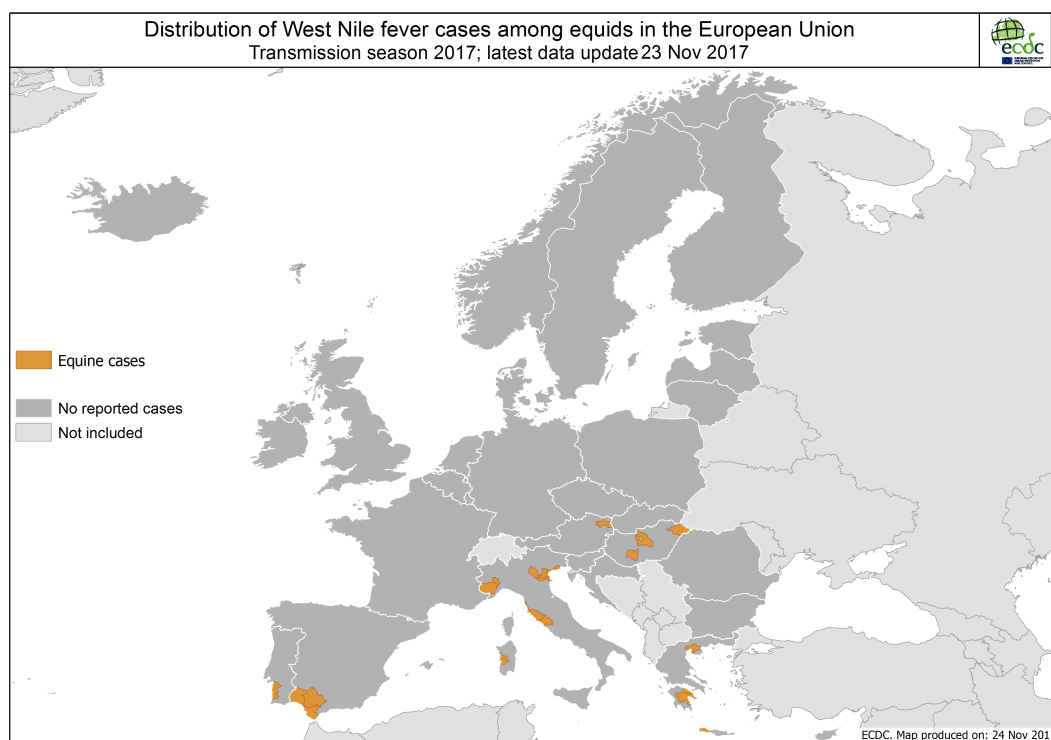 Distribution of West Nile fever cases among equids in the European Union
Transmission season 2017; latest data update 23 Nov 2017
ecdc
Equine cases
No reported cases
Not included
ECDC. Map produced on: 24 Nov 201